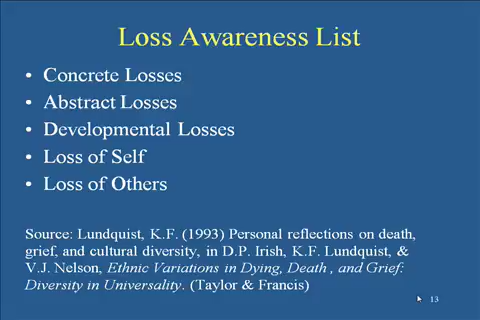 Loss Awareness List
• Concrete Losses
• Abstract Losses
• Developmental Losses
• Loss of Self
• Loss of Others
Source: Lundquist, K.F. (1993) Personal reflections on death,
grief, and cultural diversity, in D.P. Irish, K.F. Lundquist, &
V.J. Nelson, Ethnic Variations in Dying, Death , and Grief:
Diversity in Universality. (Taylor & Francis)
13